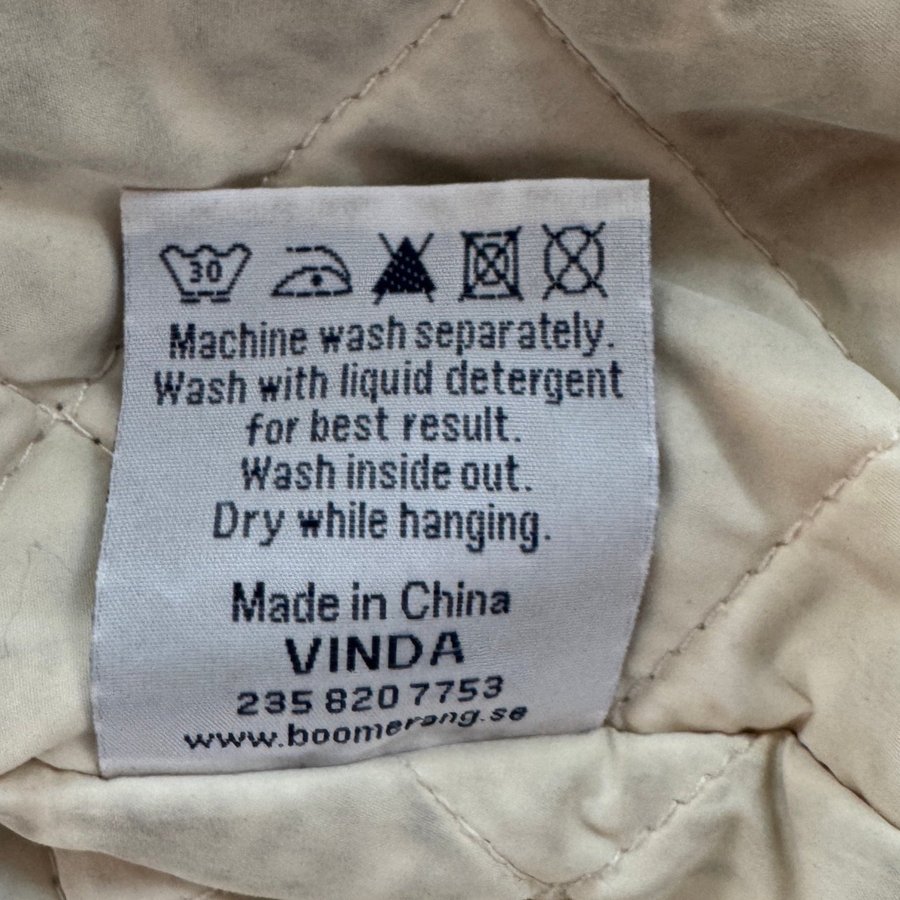 30
Machine wash separately.
Wash with liquid detergent
for best result.
Wash inside out.
Dry while hanging.
Made in China
VINDA
235 820 7753
www.boomerang.se